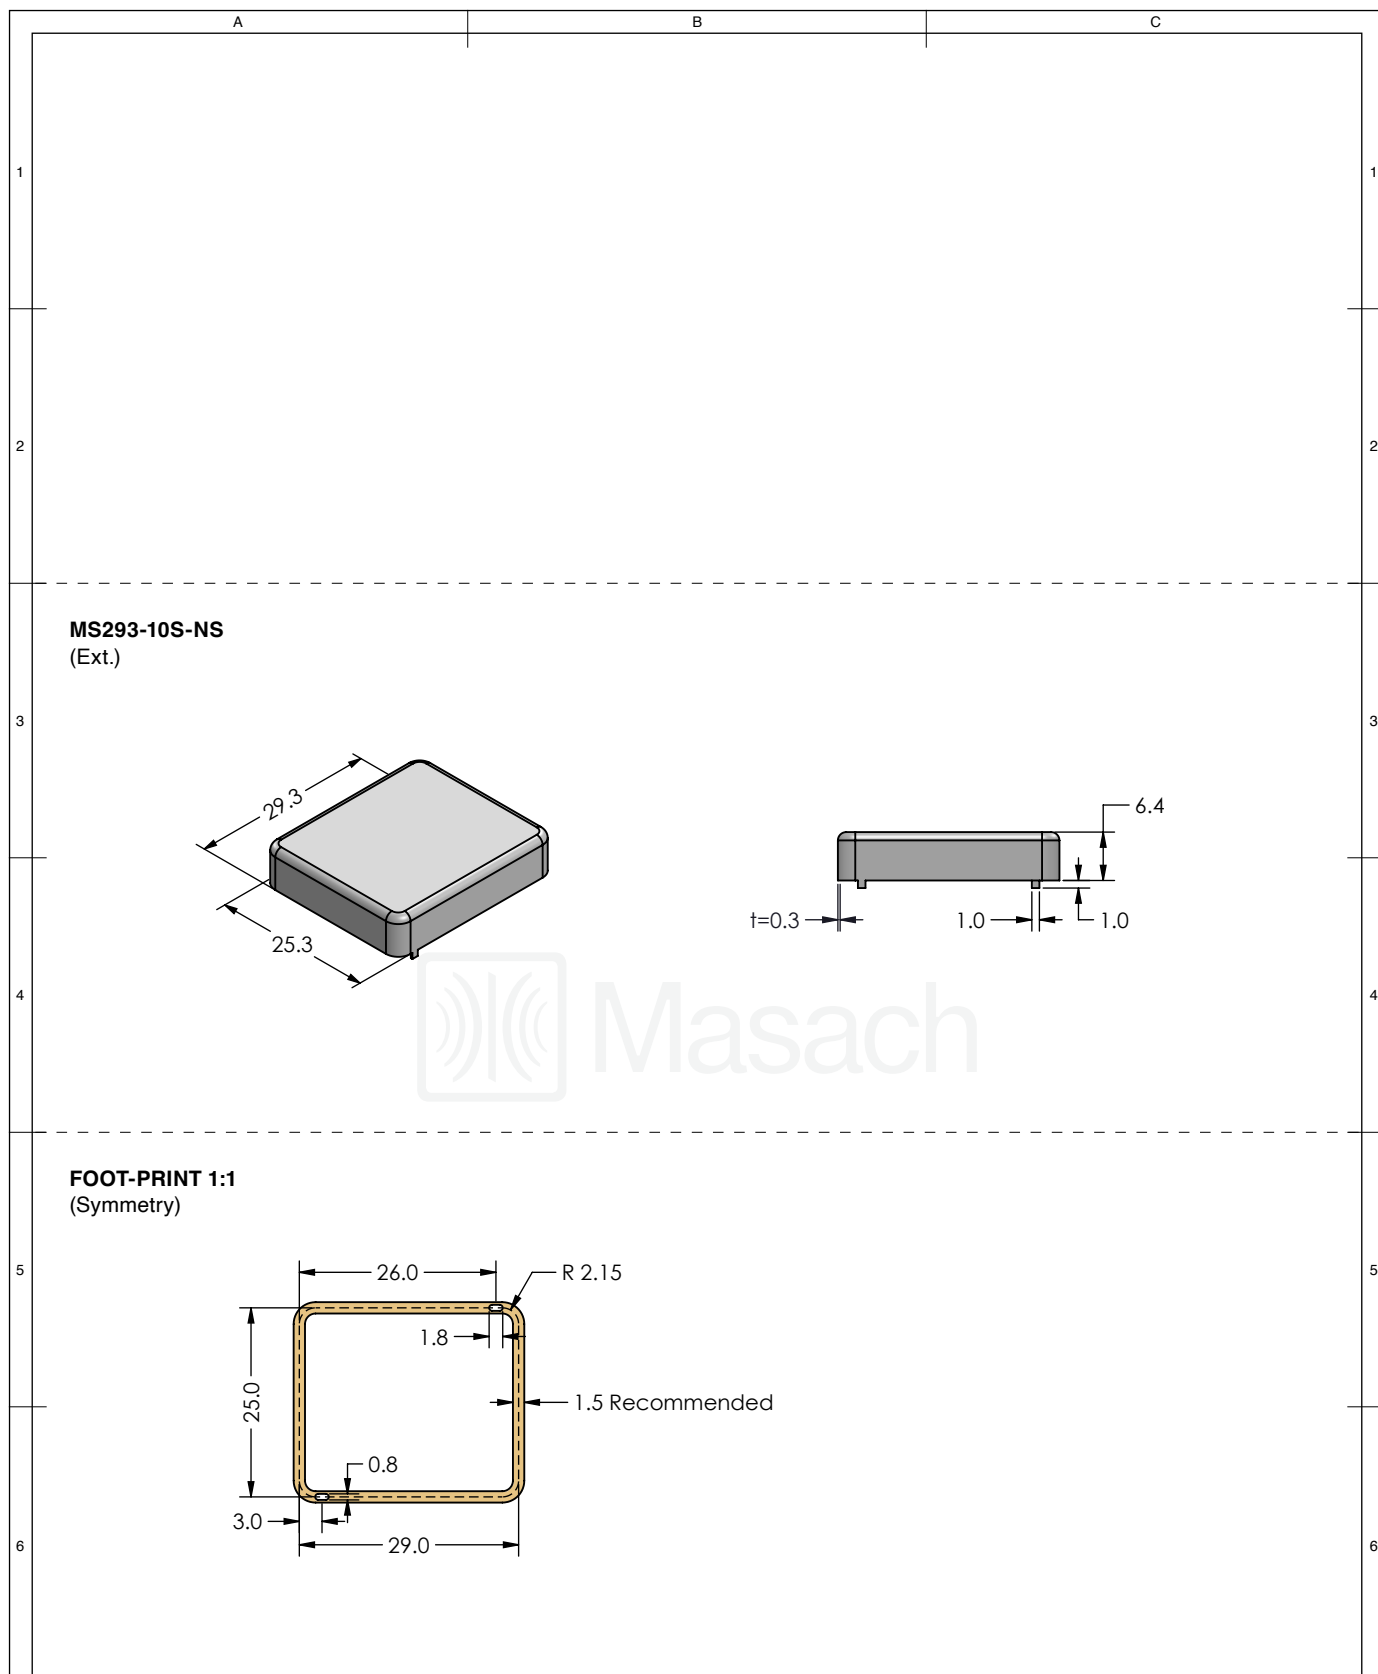 A B C
1 1
2 2
MS293-10S-NS
(Ext.)
3 3
29.3
6.4
t=0.3 1.0 1.0
25.3
4 4
Masach
FOOT-PRINT 1:1
(Symmetry)
5 5
26.0 R 2.15
1.8
25.0 1.5 Recommended
0.8
3.0
29.0
6 6